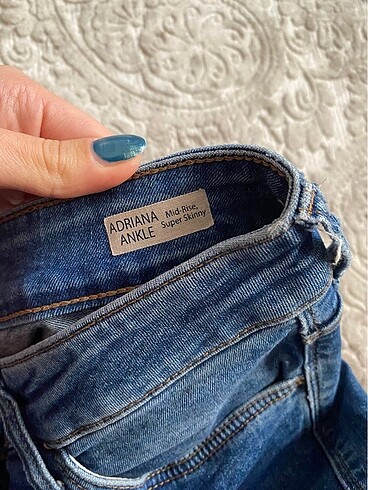 ADRIANA
ANKLE
Mid-Rise,
Super Skinny